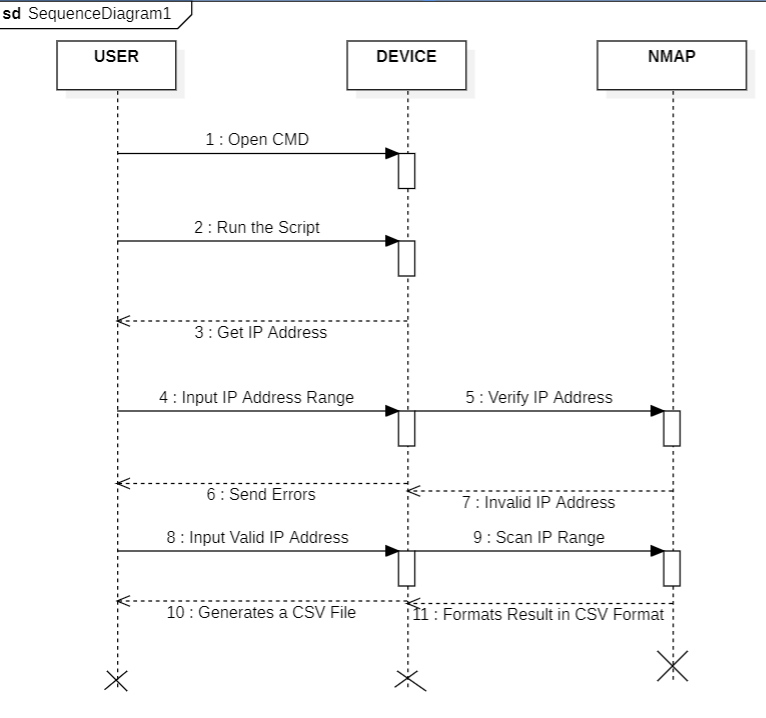 sd SequenceDiagram1
USER
DEVICE
NMAP
1 : Open CMD
2 : Run the Script
3 : Get IP Address
4 : Input IP Address Range
5 : Verify IP Address
6 : Send Errors
7 : Invalid IP Address
8 : Input Valid IP Address
9 : Scan IP Range
10 : Generates a CSV File
11 : Formats Result in CSV Format